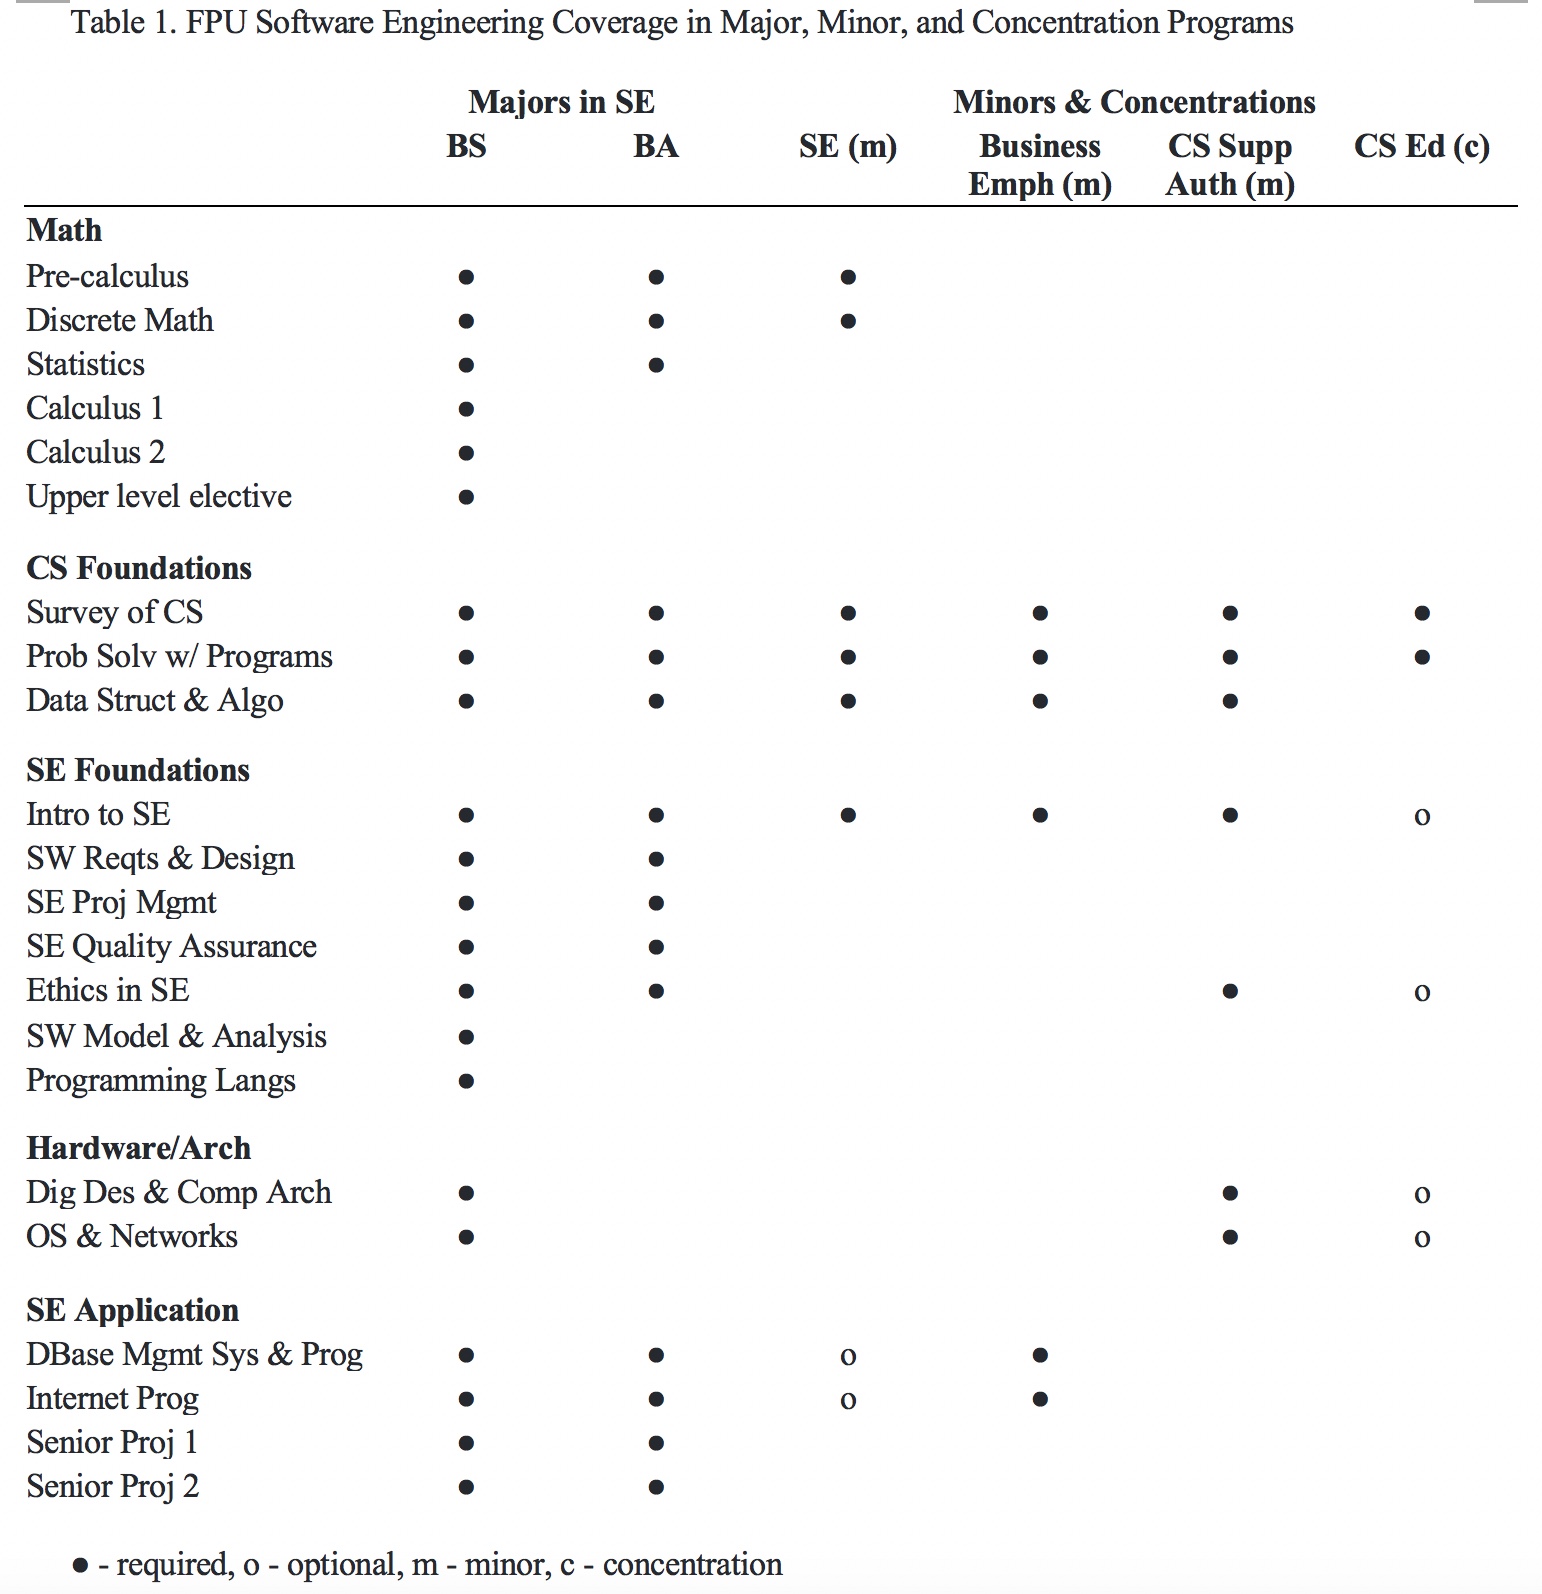 Table 1. FPU Software Engineering Coverage in Major, Minor, and Concentration Programs
Majors in SE Minors & Concentrations
BS BA SE (m) Business CS Supp CS Ed (c)
Emph (m) Auth (m)
Math
Pre-calculus ● ● ●
Discrete Math ● ● ●
Statistics ● ●
Calculus 1 ●
Calculus 2 ●
Upper level elective ●
CS Foundations
Survey of CS ● ● ● ● ● ●
Prob Solv w/ Programs ● ● ● ● ● ●
Data Struct & Algo ● ● ● ● ●
SE Foundations
Intro to SE ● ● ● ● ● o
SW Reqts & Design ● ●
SE Proj Mgmt ● ●
SE Quality Assurance ● ●
Ethics in SE ● ● ● o
SW Model & Analysis ●
Programming Langs ●
Hardware/Arch
Dig Des & Comp Arch ● ● o
OS & Networks ● ● o
SE Application
DBase Mgmt Sys & Prog ● ● o ●
Internet Prog ● ● o ●
Senior Proj 1 ● ●
Senior Proj 2 ● ●
● - required, o - optional, m - minor, c - concentration